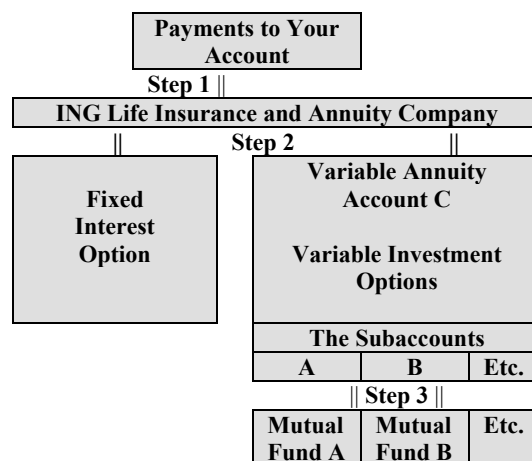 Payments to Your
Account
Step 1 ||
ING Life Insurance and Annuity Company
|| Step 2 ||
Fixed
Interest
Option
Variable Annuity
Account C
Variable Investment
Options
The Subaccounts
A B Etc.
|| Step 3 ||
Mutual Mutual Etc.
Fund A Fund B